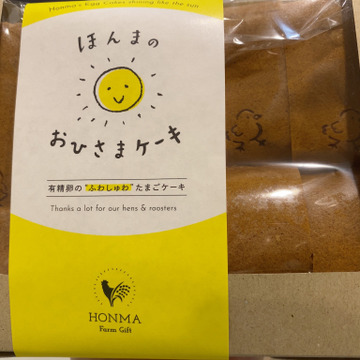 Honma's Egg Cakes shining like the sun
ほんまの
おひさまケーキ
有精卵の"ふわしゅわ"たまごケーキ
Thanks a lot for our hens & roosters
HONMA
Farm Gift